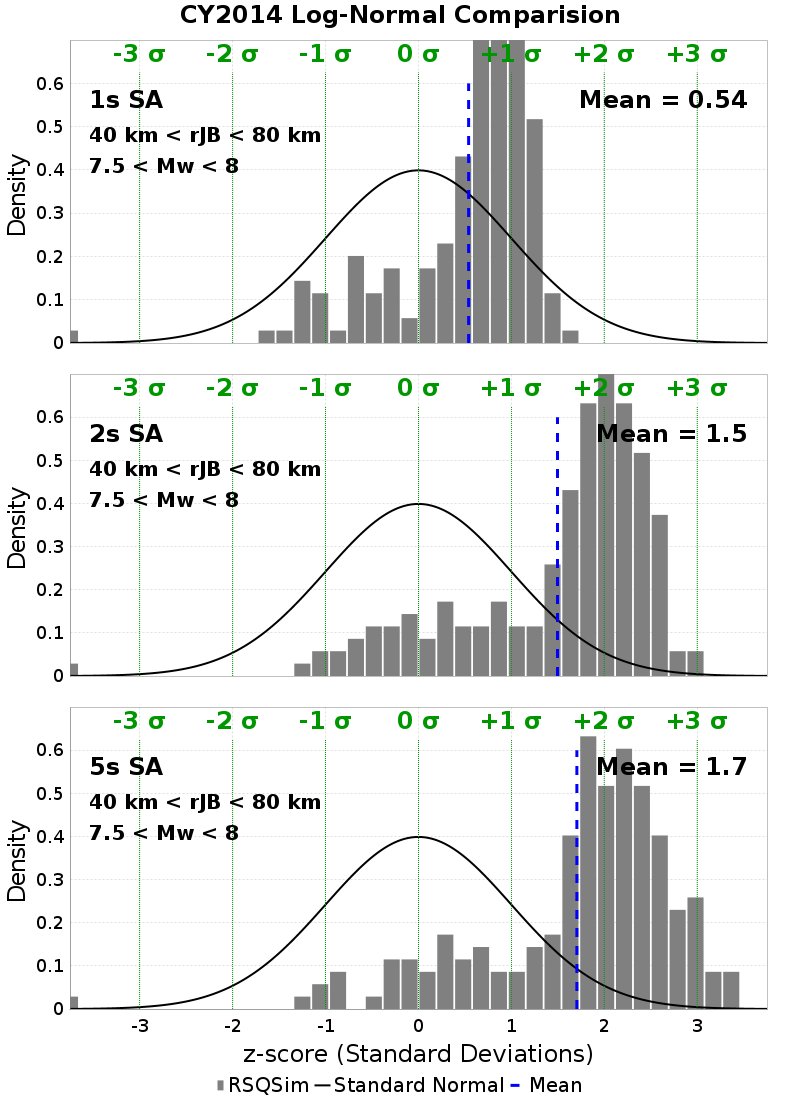 CY2014 Log-Normal Comparision
-3 σ -2 σ -1 σ 0 σ +1 σ +2 σ +3 σ
1s SA Mean = 0.54
40 km < rJB < 80 km
7.5 < Mw < 8
Density
0.6
0.5
0.4
0.3
0.2
0.1
0
-3 σ -2 σ -1 σ 0 σ +1 σ +2 σ +3 σ
2s SA Mean = 1.5
40 km < rJB < 80 km
7.5 < Mw < 8
Density
0.6
0.5
0.4
0.3
0.2
0.1
0
-3 σ -2 σ -1 σ 0 σ +1 σ +2 σ +3 σ
5s SA Mean = 1.7
40 km < rJB < 80 km
7.5 < Mw < 8
Density
0.6
0.5
0.4
0.3
0.2
0.1
0
-3 -2 -1 0 1 2 3
z-score (Standard Deviations)
RSQSim Standard Normal Mean